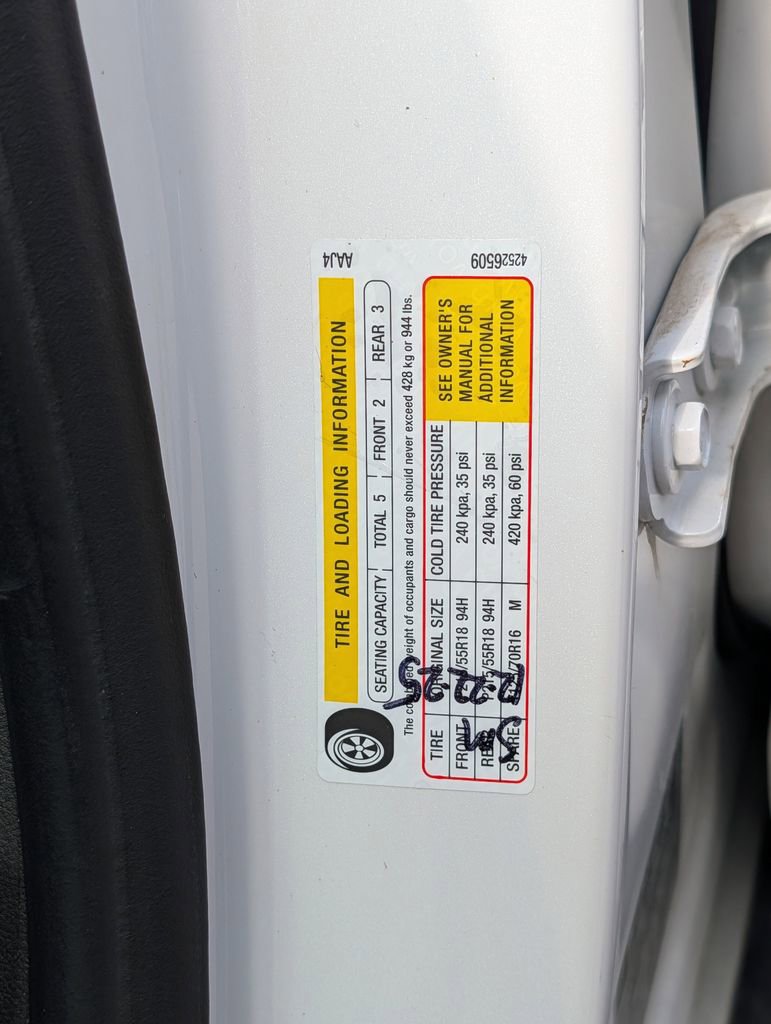 AAJ4
42526509
TIRE AND LOADING INFORMATION
SEATING CAPACITY TOTAL 5 FRONT 2 REAR 3
The combined weight of occupants and cargo should never exceed 428 kg or 944 lbs.
TIRE ORIGINAL SIZE COLD TIRE PRESSURE
FRONT /55R18 94H 240 kpa, 35 psi
REAR /55R18 94H 240 kpa, 35 psi
SPARE /70R16 M 420 kpa, 60 psi
SEE OWNER'S
MANUAL FOR
ADDITIONAL
INFORMATION